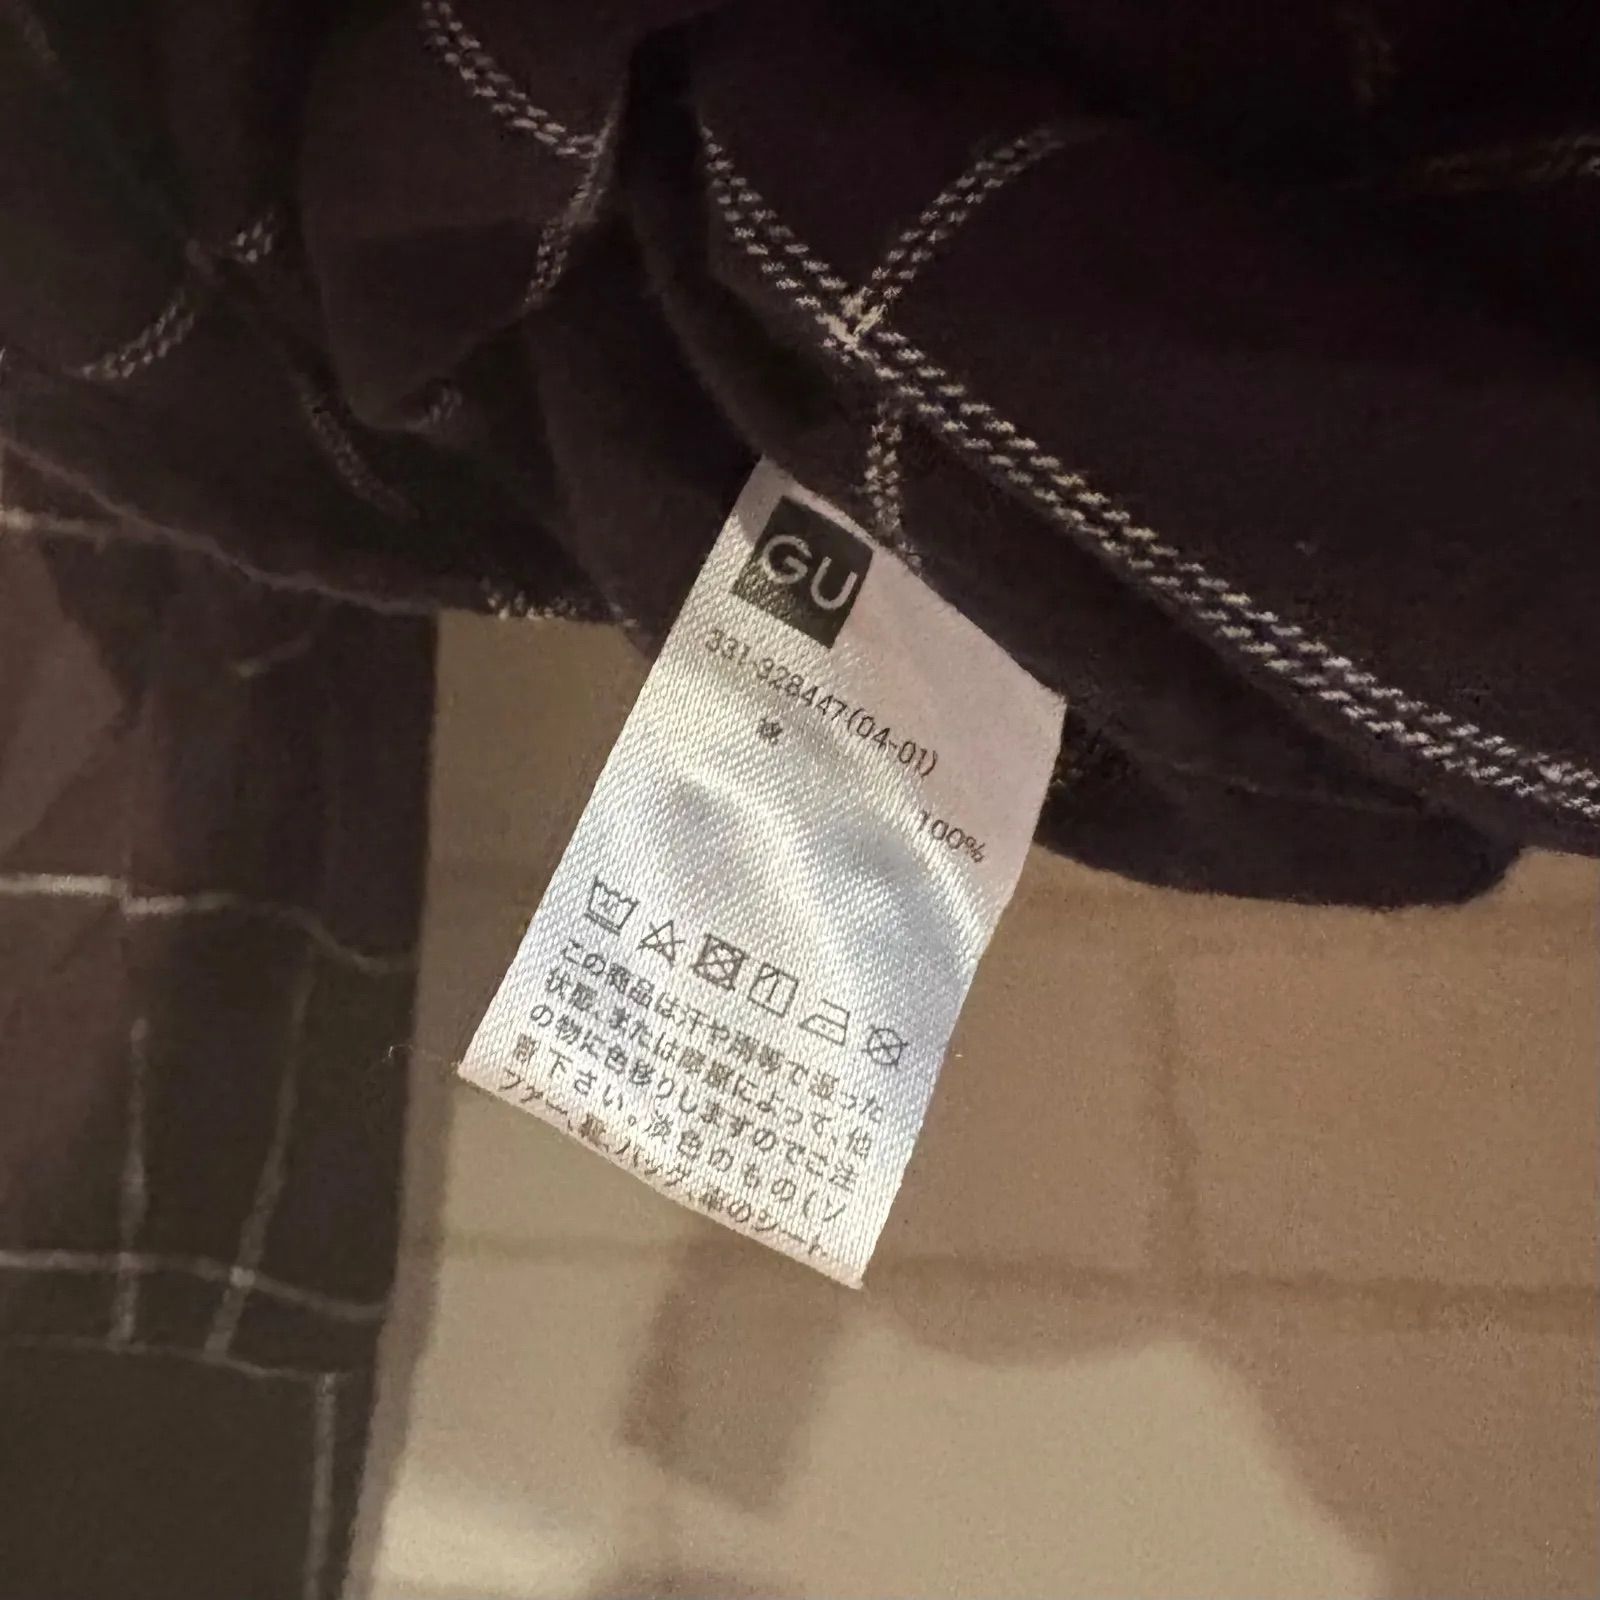 GU
331-328447(04-01)
綿 100%
この商品は汗や雨等で湿った
状態、または摩擦によって、他
の物に色移りしますのでご注
意下さい。淡色のもの(ソ
ファー、靴、バッグ、車のシート